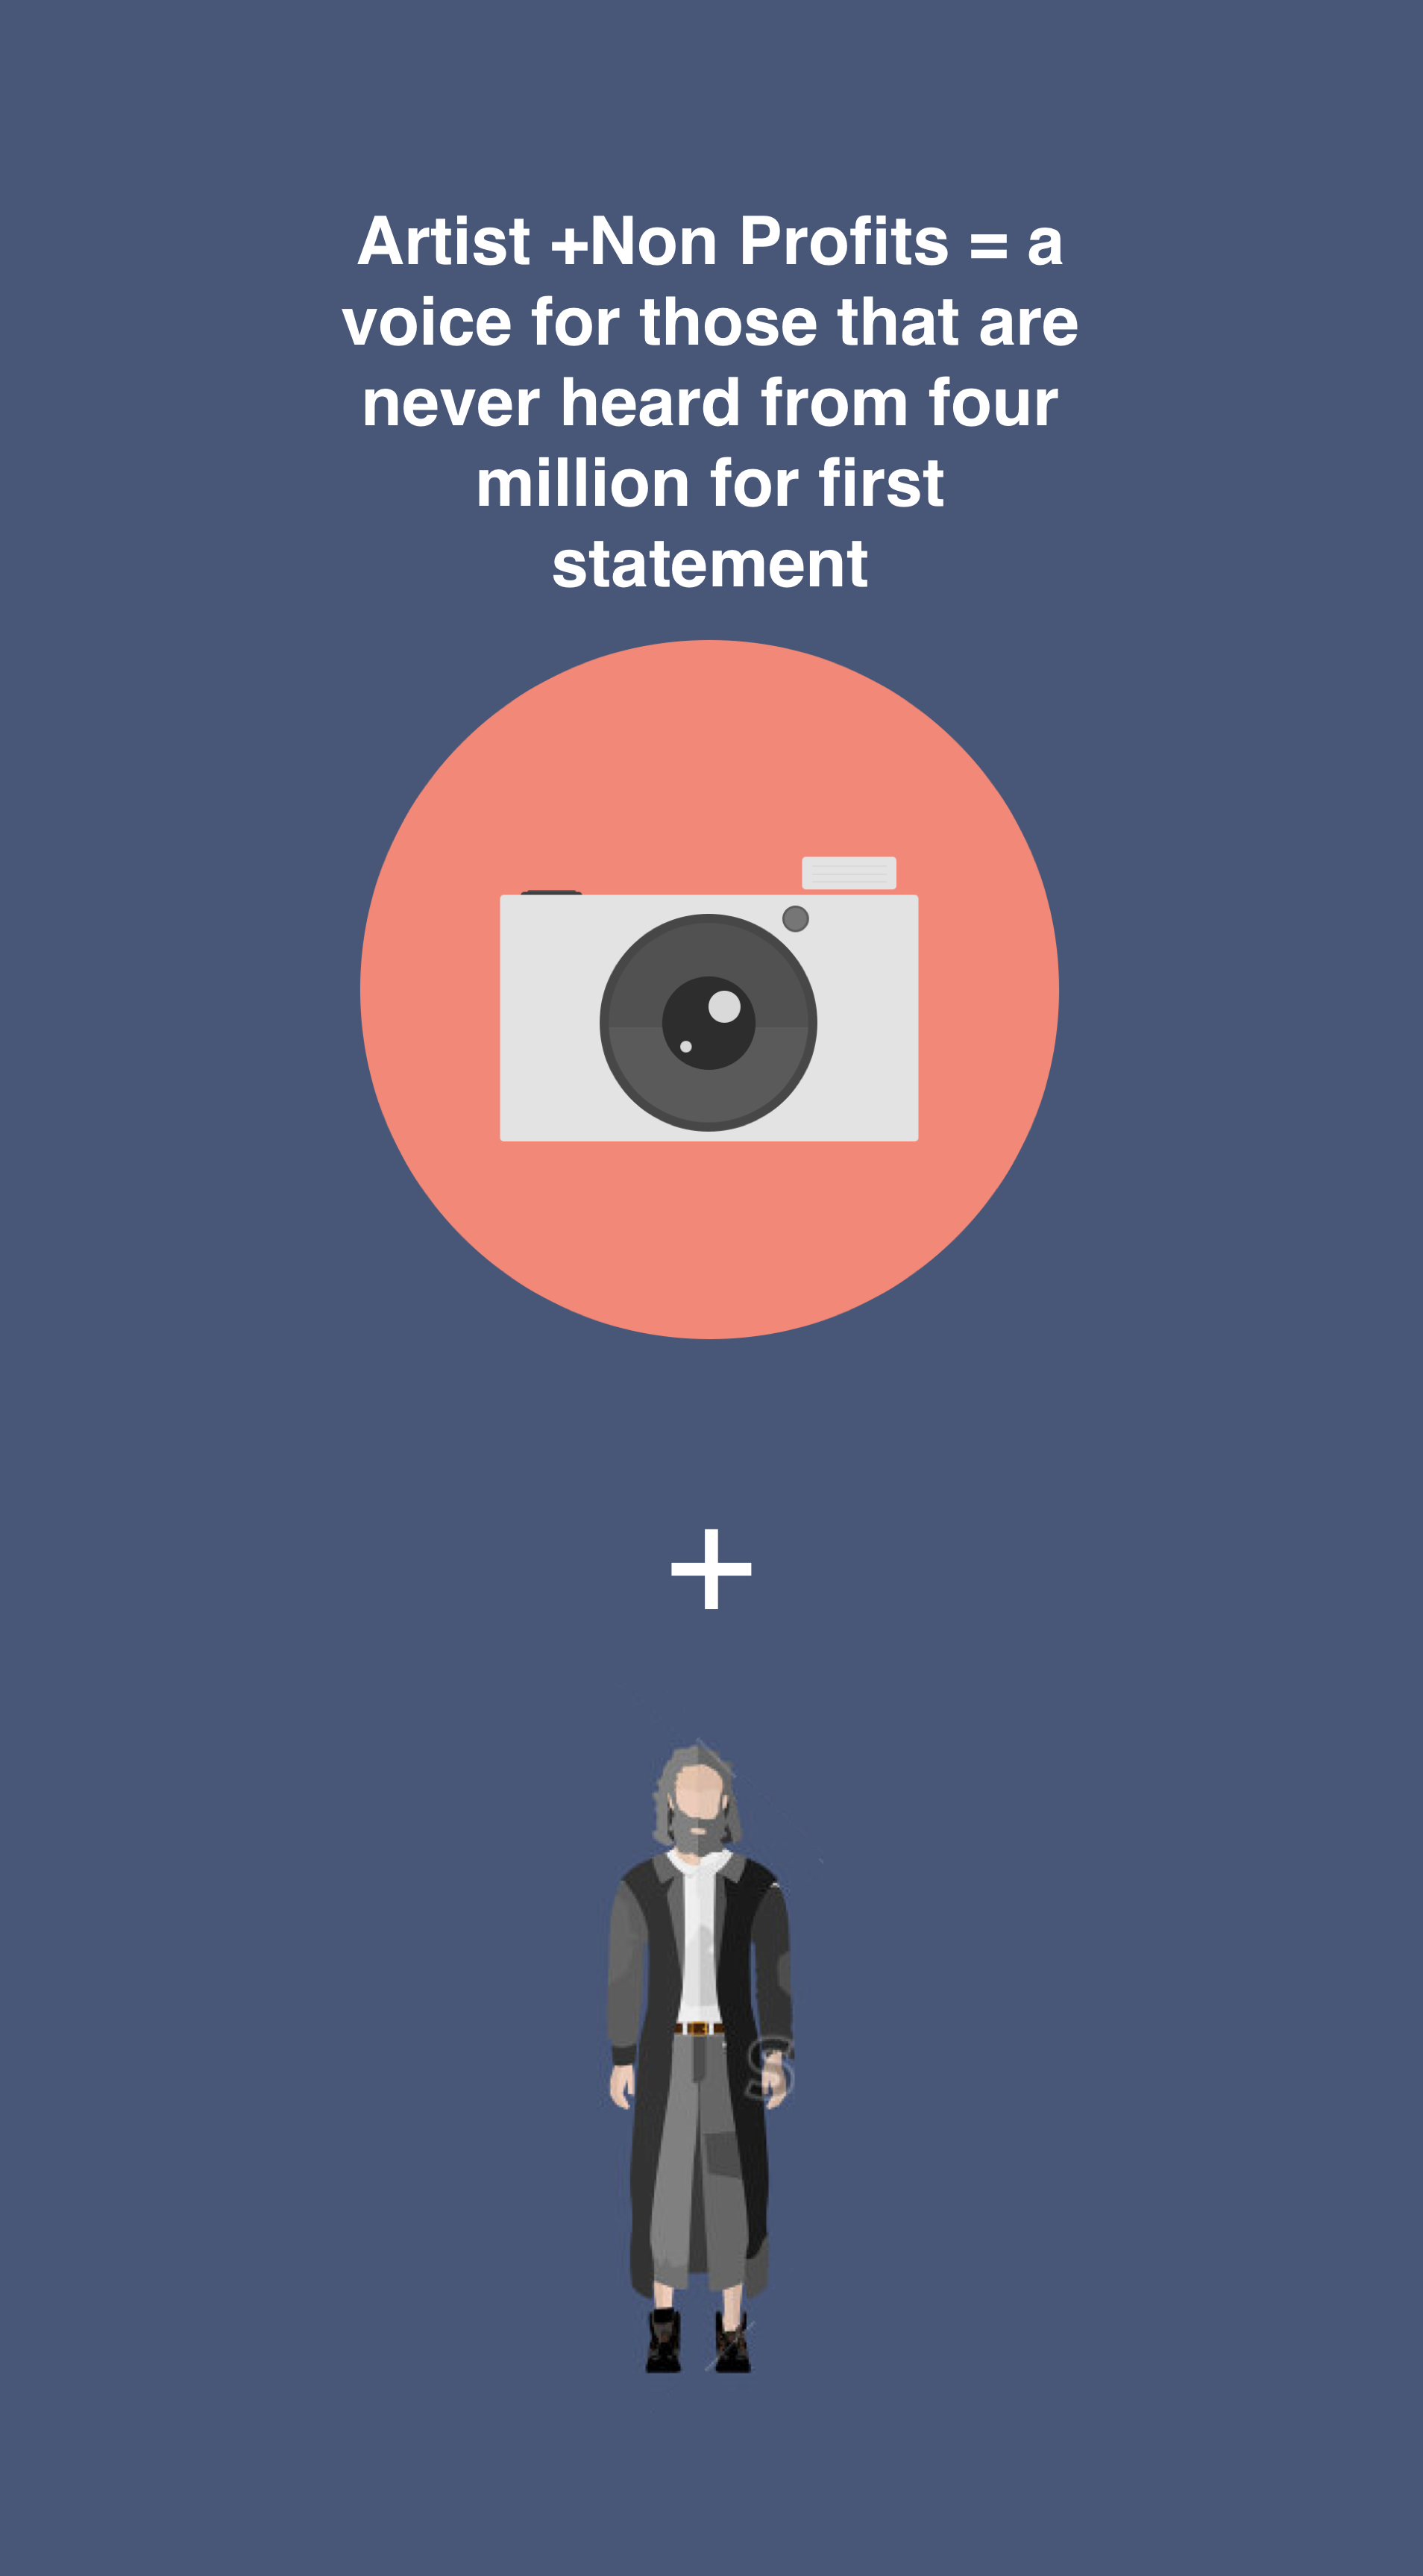 Artist +Non Profits = a
voice for those that are
never heard from four
million for first
statement
+
S